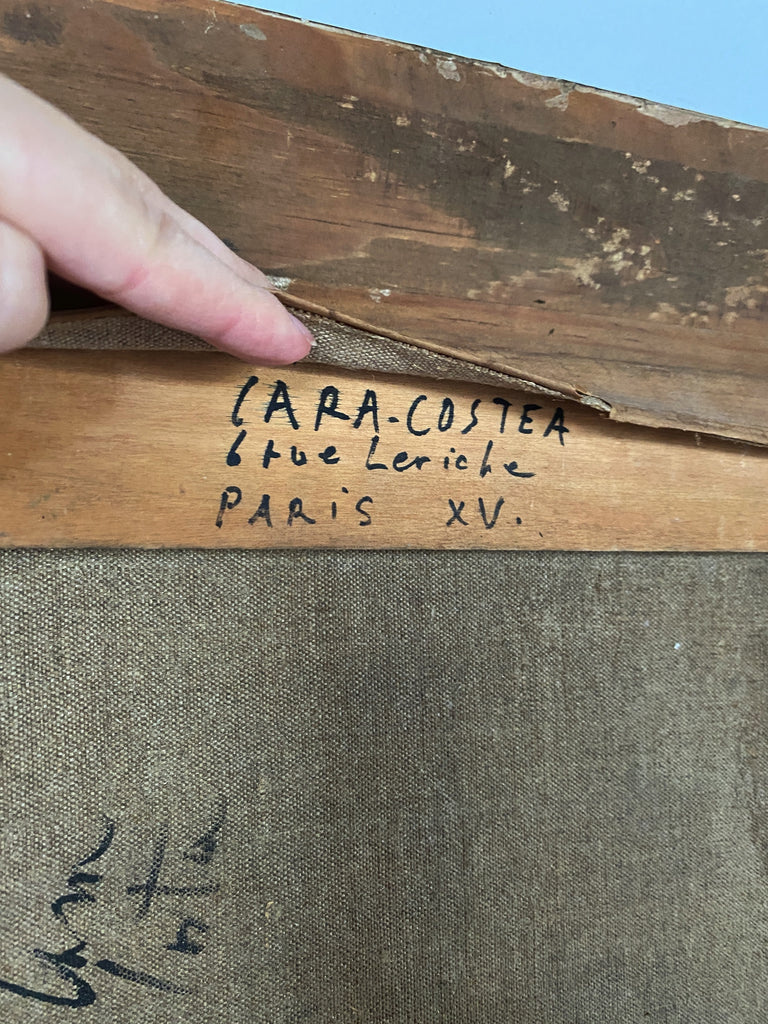 CARA-COSTEA
6 rue Leriche
PARiS XV.